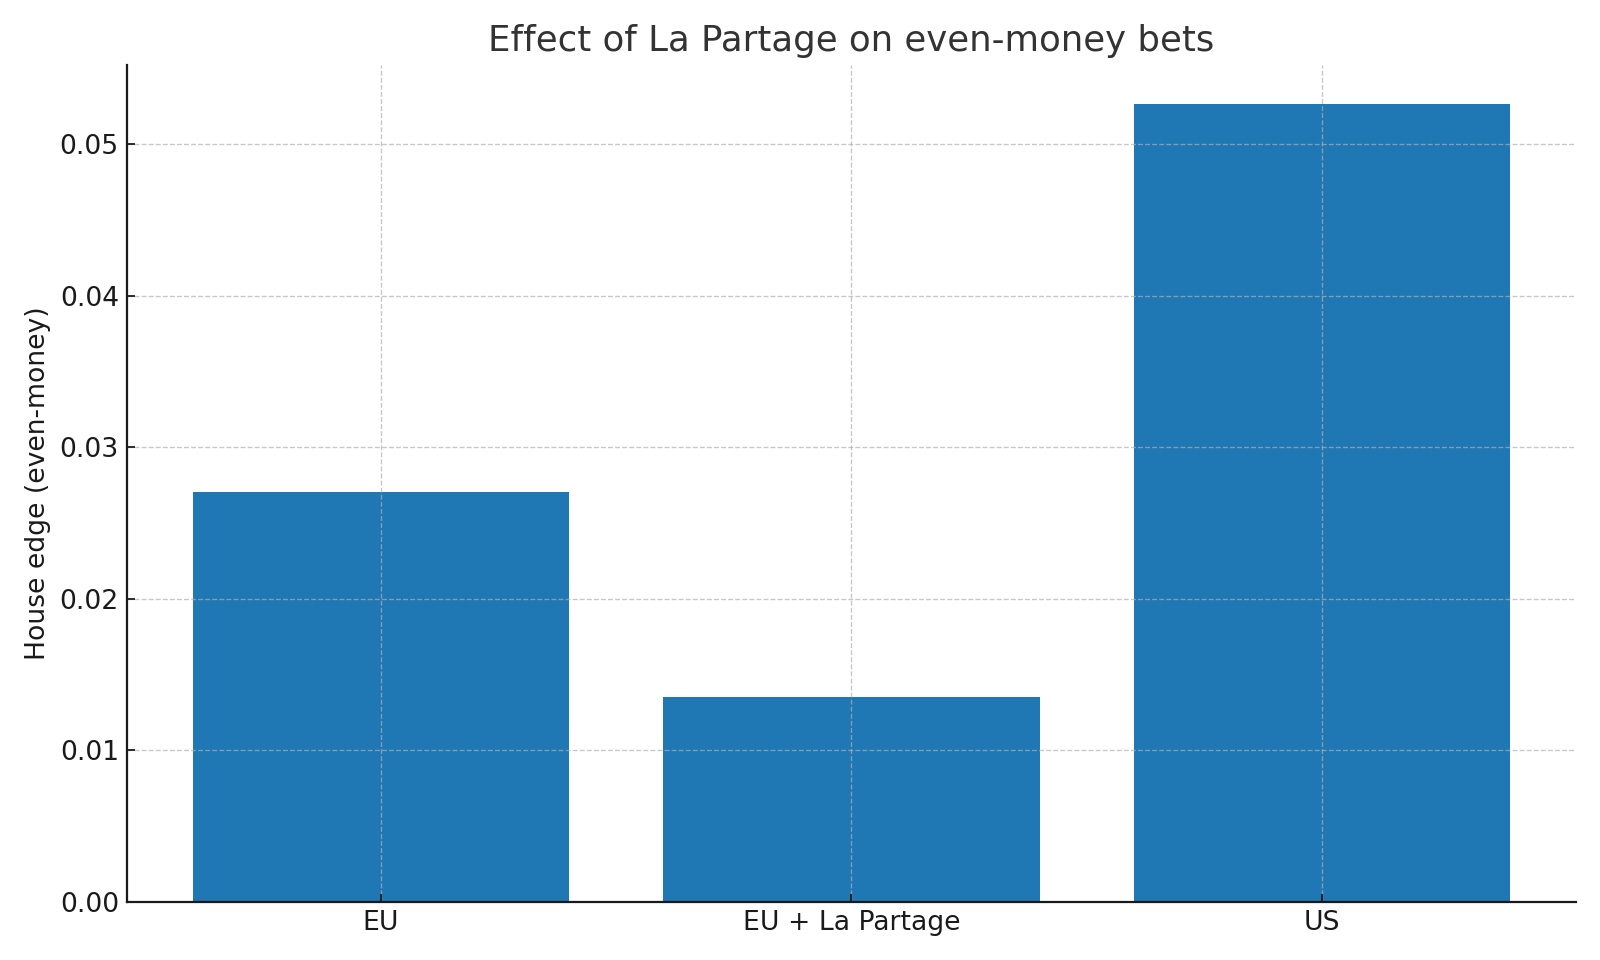 Effect of La Partage on even-money bets
House edge (even-money)
0.05
0.04
0.03
0.02
0.01
0.00
EU
EU + La Partage
US